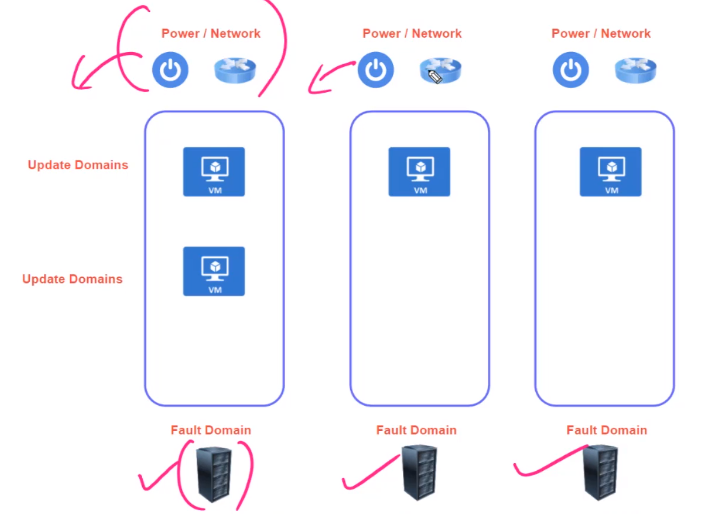 Power / Network
Power / Network
Power / Network
Update Domains
VM
VM
VM
Update Domains
VM
Fault Domain
Fault Domain
Fault Domain